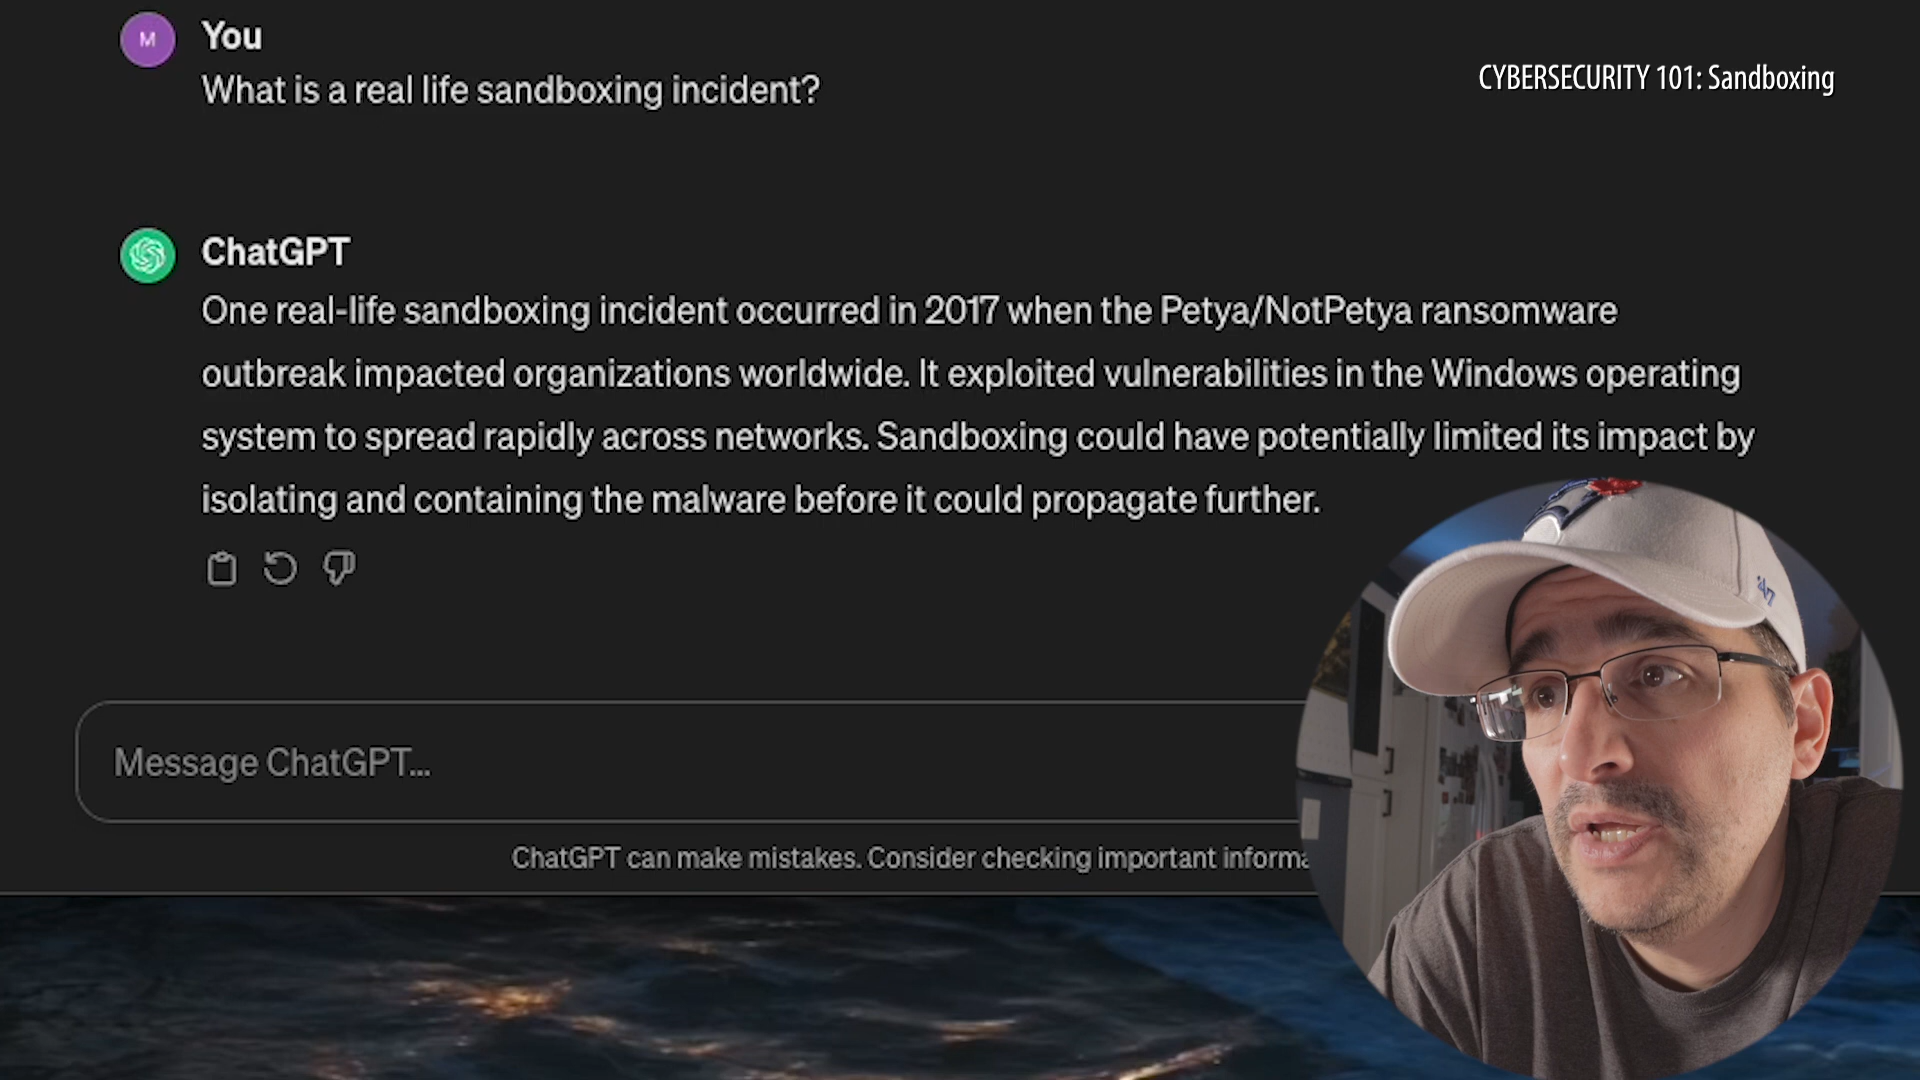 M
You
What is a real life sandboxing incident?
CYBERSECURITY 101: Sandboxing
ChatGPT
One real-life sandboxing incident occurred in 2017 when the Petya/NotPetya ransomware
outbreak impacted organizations worldwide. It exploited vulnerabilities in the Windows operating
system to spread rapidly across networks. Sandboxing could have potentially limited its impact by
isolating and containing the malware before it could propagate further.
Message ChatGPT...
ChatGPT can make mistakes. Consider checking important informa
'47